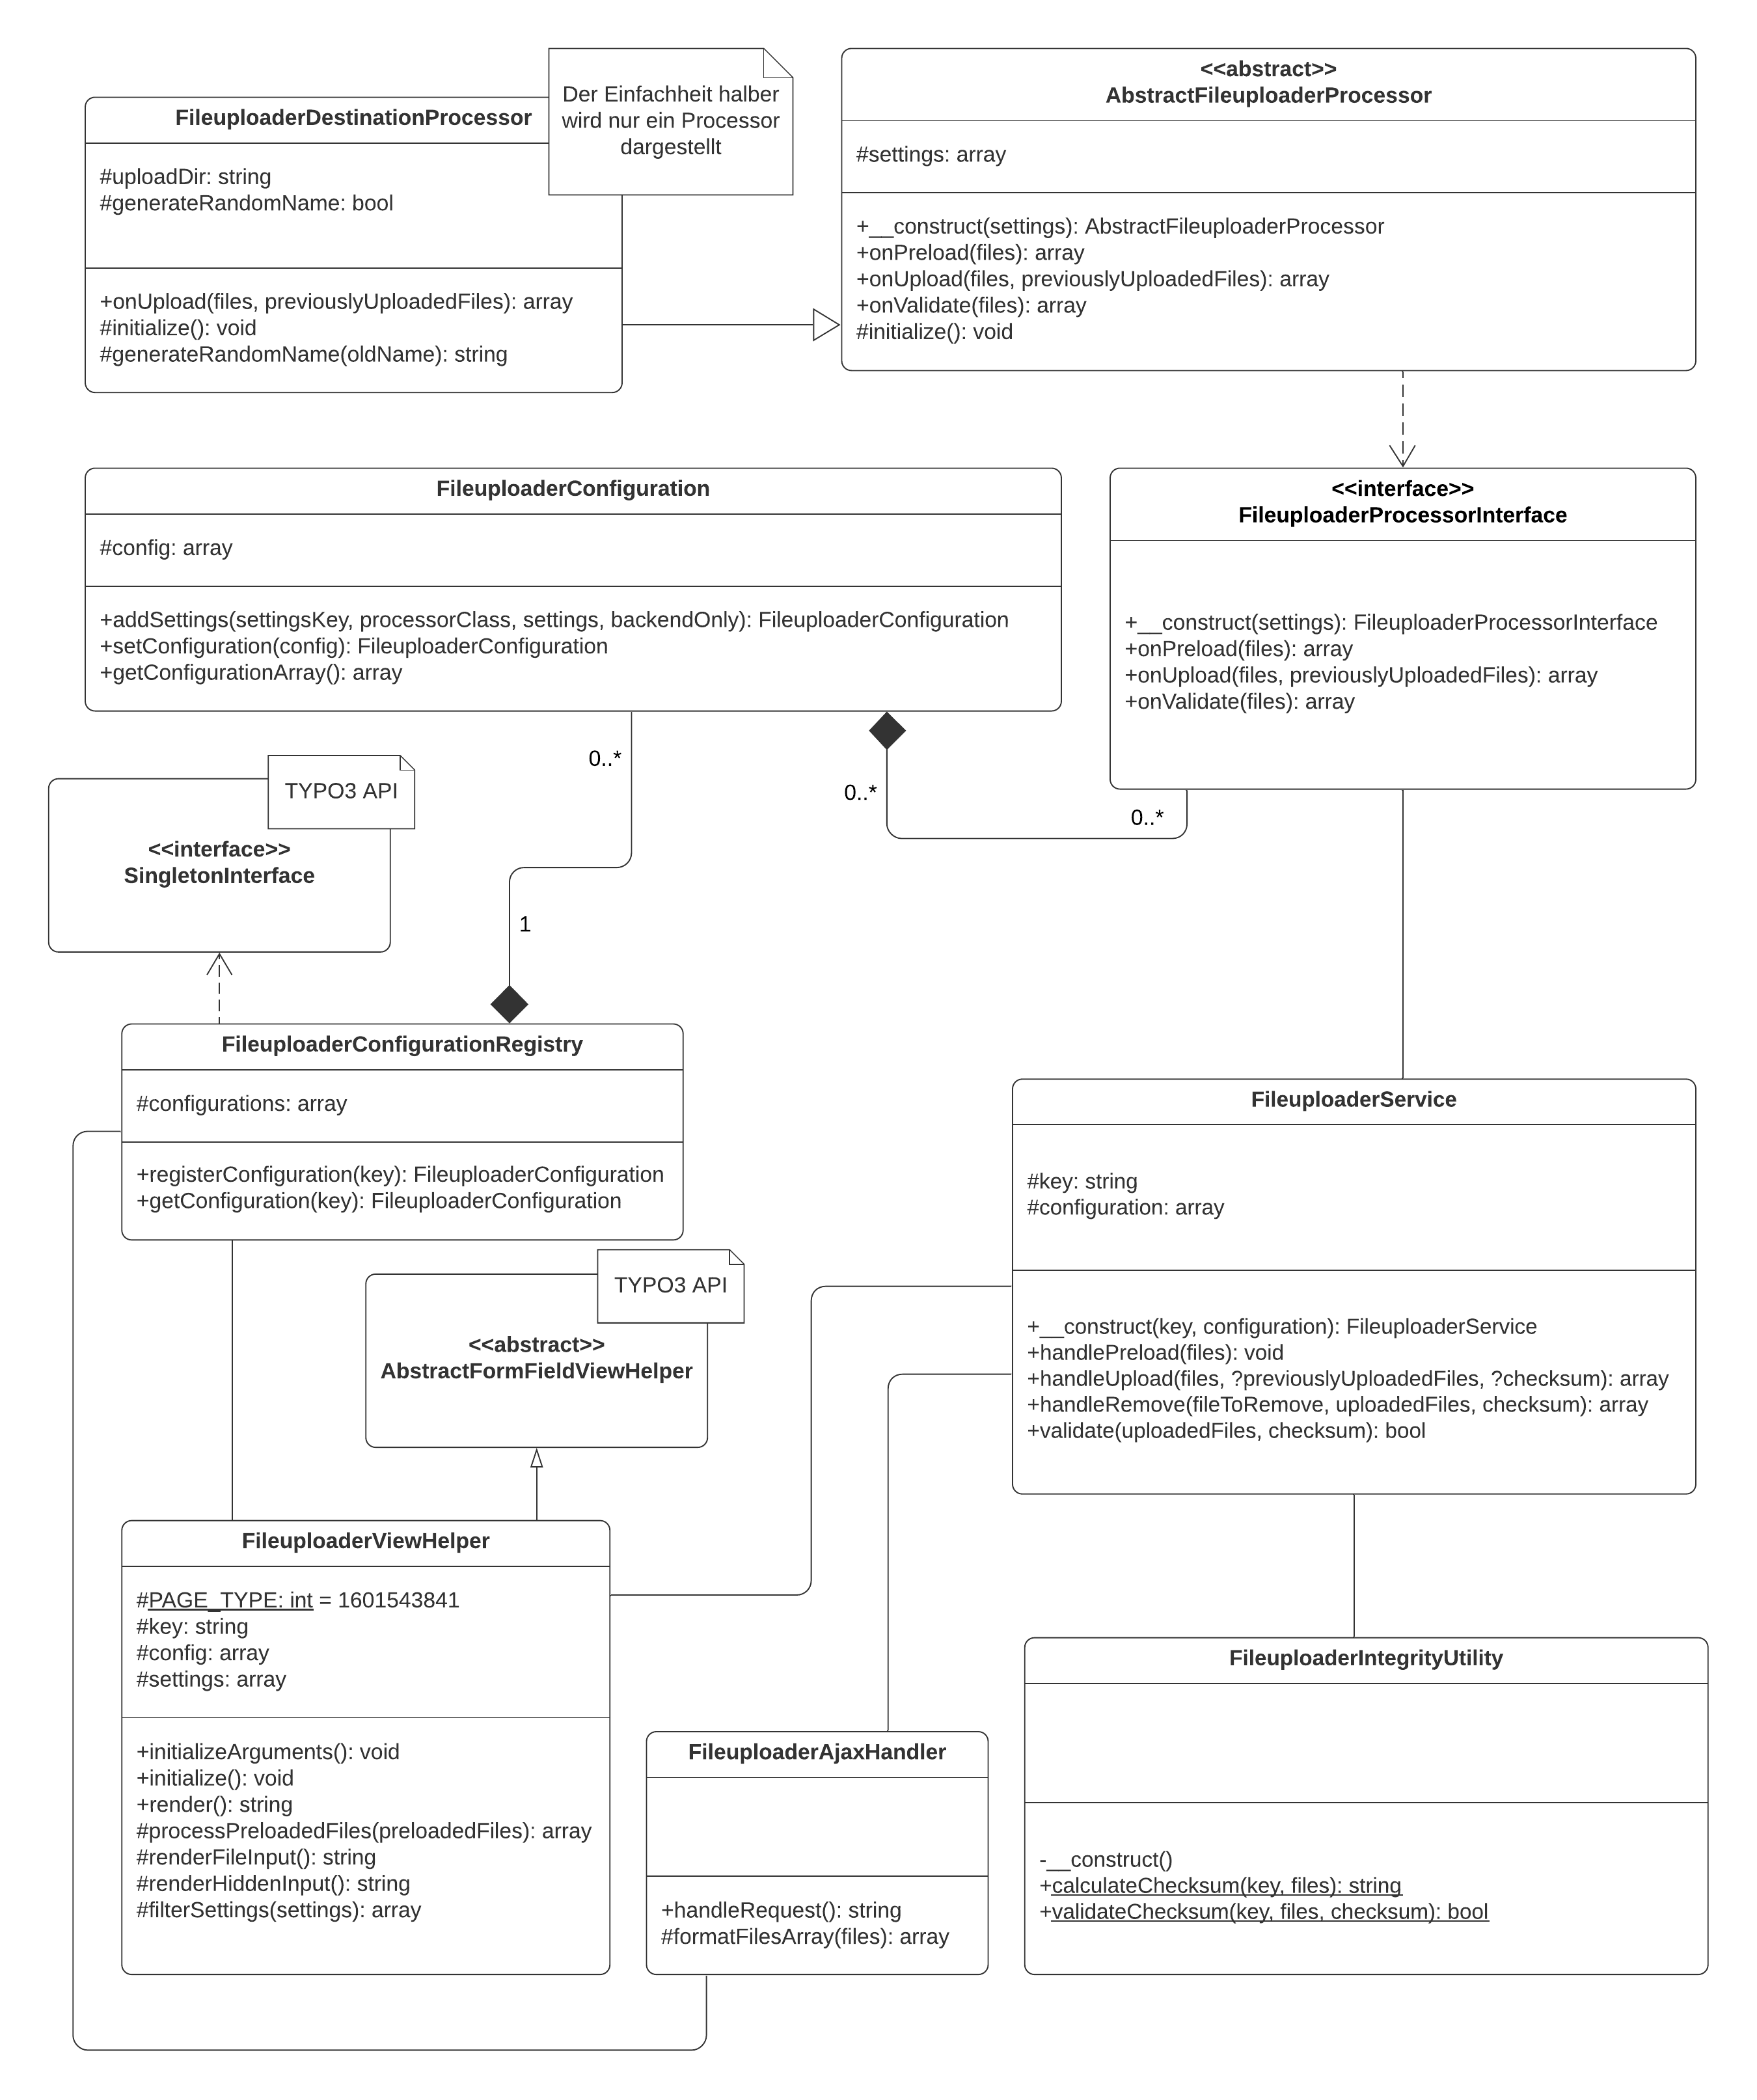 FileuploaderDestinationProcessor
#uploadDir: string
#generateRandomName: bool
+onUpload(files, previouslyUploadedFiles): array
#initialize(): void
#generateRandomName(oldName): string
Der Einfachheit halber
wird nur ein Processor
dargestellt
<<abstract>>
AbstractFileuploaderProcessor
#settings: array
+__construct(settings): AbstractFileuploaderProcessor
+onPreload(files): array
+onUpload(files, previouslyUploadedFiles): array
+onValidate(files): array
#initialize(): void
FileuploaderConfiguration
#config: array
+addSettings(settingsKey, processorClass, settings, backendOnly): FileuploaderConfiguration
+setConfiguration(config): FileuploaderConfiguration
+getConfigurationArray(): array
<<interface>>
FileuploaderProcessorInterface
+__construct(settings): FileuploaderProcessorInterface
+onPreload(files): array
+onUpload(files, previouslyUploadedFiles): array
+onValidate(files): array
0..*
0..*
0..*
1
TYPO3 API
<<interface>>
SingletonInterface
FileuploaderConfigurationRegistry
#configurations: array
+registerConfiguration(key): FileuploaderConfiguration
+getConfiguration(key): FileuploaderConfiguration
FileuploaderService
#key: string
#configuration: array
+__construct(key, configuration): FileuploaderService
+handlePreload(files): void
+handleUpload(files, ?previouslyUploadedFiles, ?checksum): array
+handleRemove(fileToRemove, uploadedFiles, checksum): array
+validate(uploadedFiles, checksum): bool
TYPO3 API
<<abstract>>
AbstractFormFieldViewHelper
FileuploaderViewHelper
#PAGE_TYPE: int = 1601543841
#key: string
#config: array
#settings: array
+initializeArguments(): void
+initialize(): void
+render(): string
#processPreloadedFiles(preloadedFiles): array
#renderFileInput(): string
#renderHiddenInput(): string
#filterSettings(settings): array
FileuploaderAjaxHandler
+handleRequest(): string
#formatFilesArray(files): array
FileuploaderIntegrityUtility
-__construct()
+calculateChecksum(key, files): string
+validateChecksum(key, files, checksum): bool